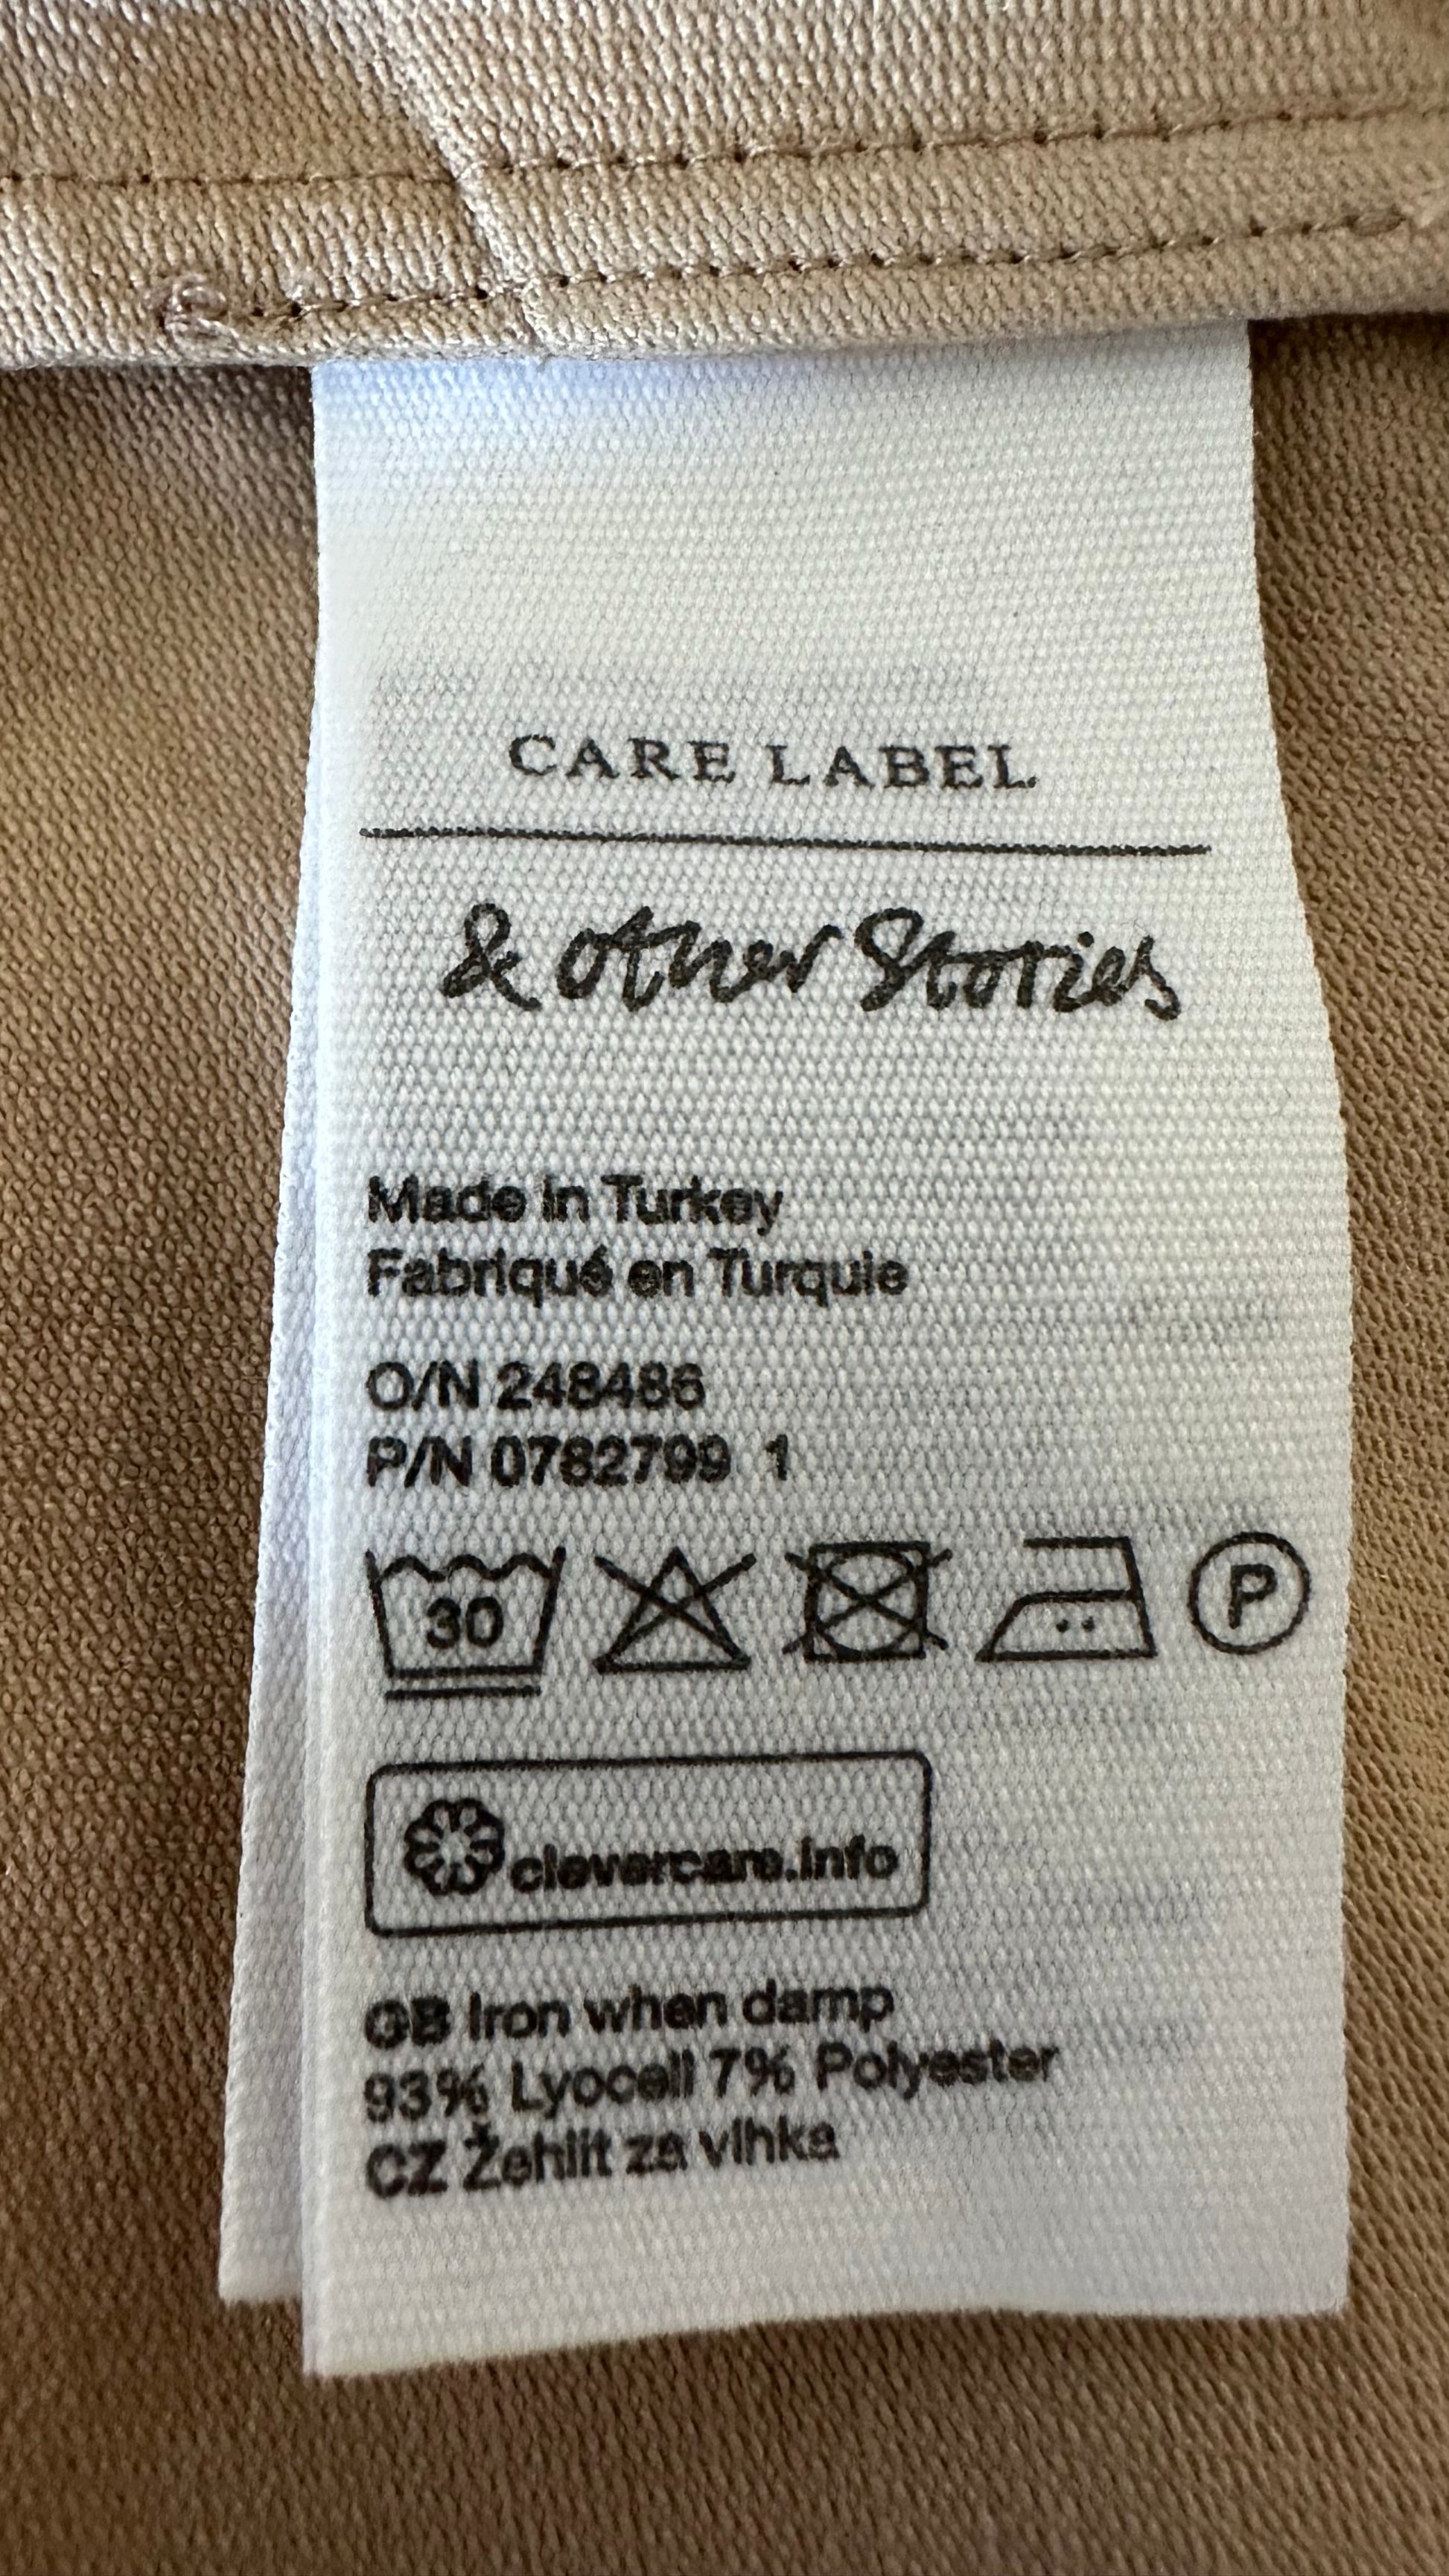 CARE LABEL
& other Stories
Made in Turkey
Fabriqué en Turquie
O/N 248486
P/N 0782799 1
30
P
clevercare.info
GB Iron when damp
93% Lyocell 7% Polyester
CZ Žehlit za vlhka